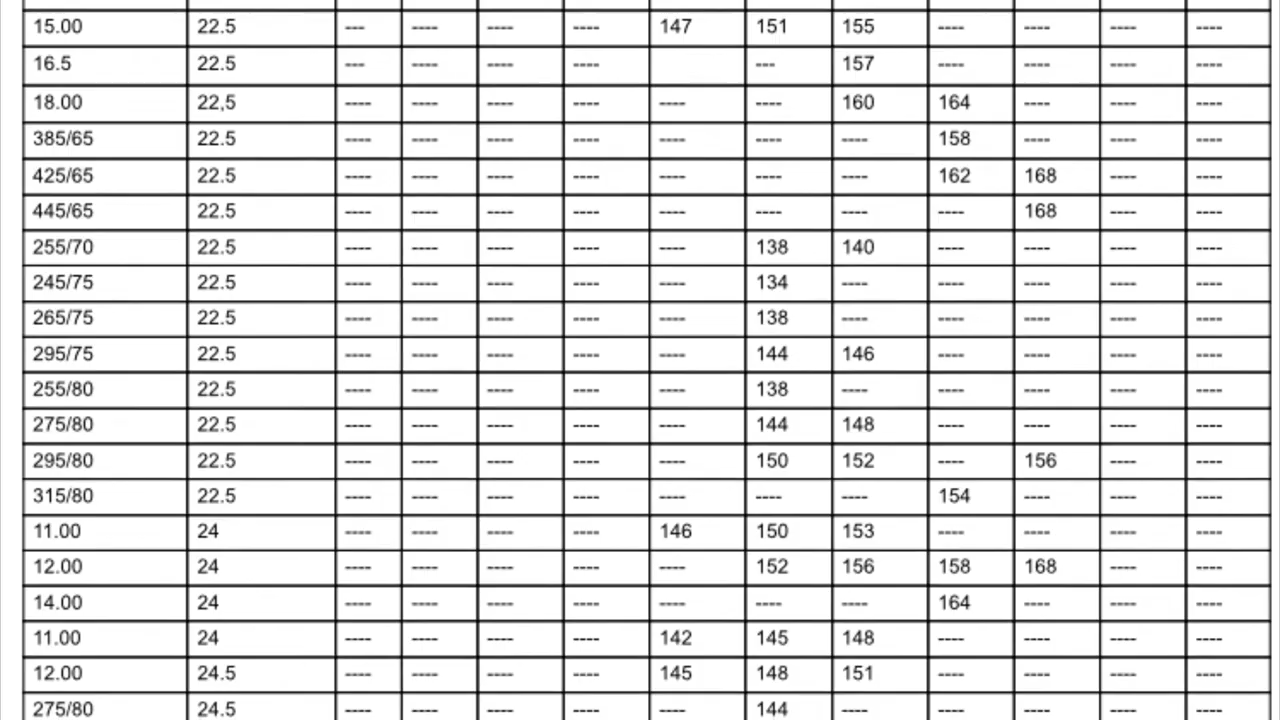 15.00 22.5 --- ---- ---- ---- 147 151 155 ---- ---- ---- ----
16.5 22.5 --- ---- ---- ---- --- 157 ---- ---- ---- ----
18.00 22,5 ---- ---- ---- ---- ---- ---- 160 164 ---- ---- ----
385/65 22.5 ---- ---- ---- ---- ---- ---- ---- 158 ---- ---- ----
425/65 22.5 ---- ---- ---- ---- ---- ---- ---- 162 168 ---- ----
445/65 22.5 ---- ---- ---- ---- ---- ---- ---- ---- 168 ---- ----
255/70 22.5 ---- ---- ---- ---- ---- 138 140 ---- ---- ---- ----
245/75 22.5 ---- ---- ---- ---- ---- 134 ---- ---- ---- ---- ----
265/75 22.5 ---- ---- ---- ---- ---- 138 ---- ---- ---- ---- ----
295/75 22.5 ---- ---- ---- ---- ---- 144 146 ---- ---- ---- ----
255/80 22.5 ---- ---- ---- ---- ---- 138 ---- ---- ---- ---- ----
275/80 22.5 ---- ---- ---- ---- ---- 144 148 ---- ---- ---- ----
295/80 22.5 ---- ---- ---- ---- ---- 150 152 ---- 156 ---- ----
315/80 22.5 ---- ---- ---- ---- ---- ---- ---- 154 ---- ---- ----
11.00 24 ---- ---- ---- ---- 146 150 153 ---- ---- ---- ----
12.00 24 ---- ---- ---- ---- ---- 152 156 158 168 ---- ----
14.00 24 ---- ---- ---- ---- ---- ---- ---- 164 ---- ---- ----
11.00 24 ---- ---- ---- ---- 142 145 148 ---- ---- ---- ----
12.00 24.5 ---- ---- ---- ---- 145 148 151 ---- ---- ---- ----
275/80 24.5 ---- ---- ---- ---- ---- 144 ---- ---- ---- ---- ----